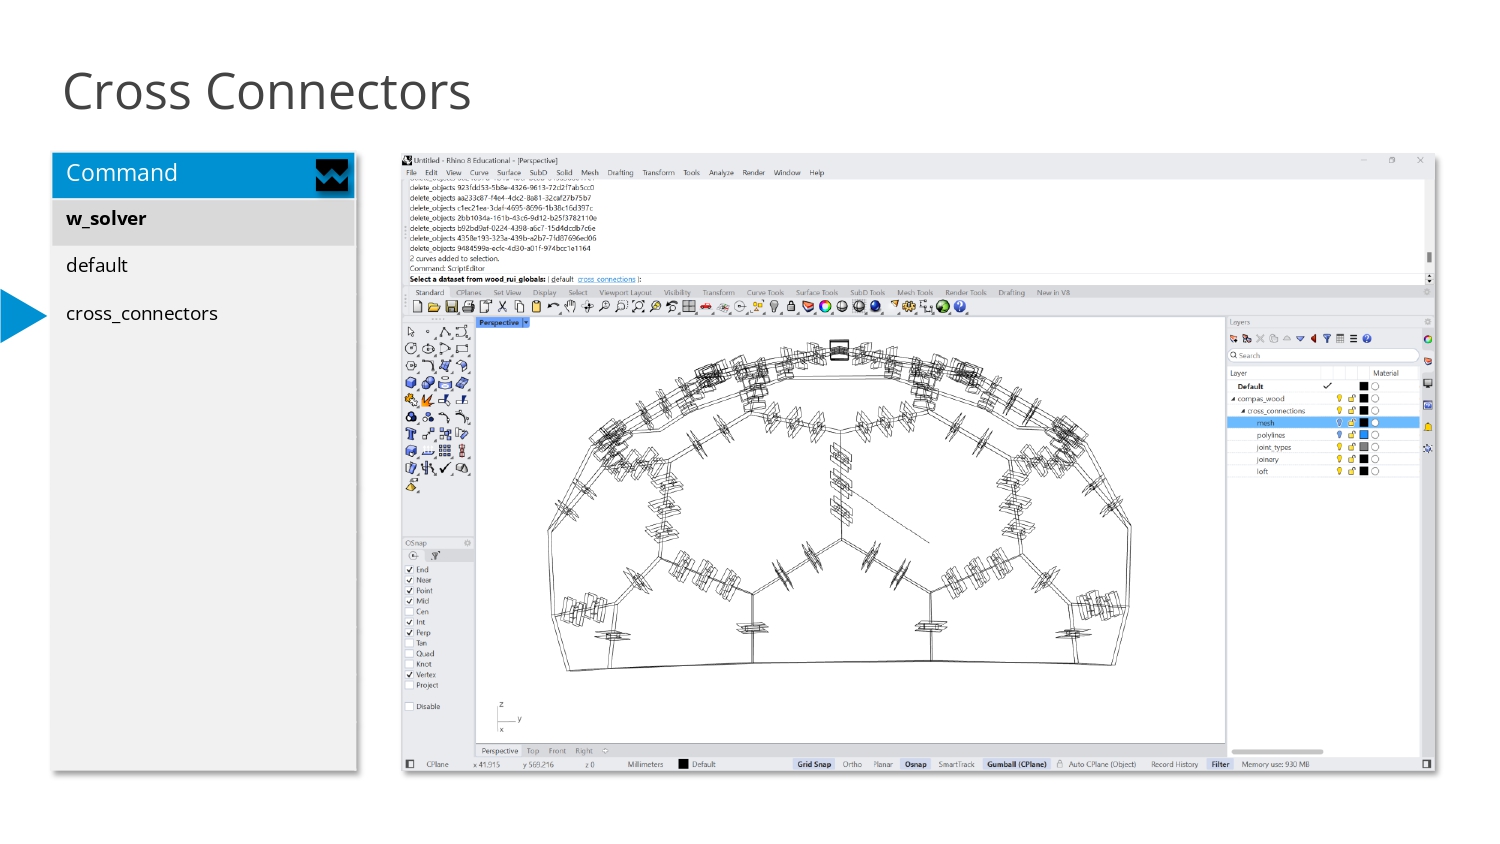 Cross Connectors
Command
w_solver
default
cross_connectors
Untitled - Rhino 8 Educational - [Perspective]
File Edit View Curve Surface SubD Solid Mesh Drafting Transform Tools Analyze Render Window Help
delete_objects 923fdd53-5b8e-4326-9613-72d2f7ab5cc0
delete_objects aa233c87-f4e4-4dc2-8a81-32caf27b75b7
delete_objects c1ec21ea-3daf-4695-8696-1b38c16d397c
delete_objects 2bb1034a-161b-43c6-9d12-b25f3782110e
delete_objects b92bd9af-0224-4398-a6c7-15d4dcdb7c6e
delete_objects 4358e193-323a-439b-a2b7-7fd87696ed06
delete_objects 9484599a-ecfc-4d30-a01f-974bcc1e1164
2 curves added to selection.
Command: ScriptEditor
Select a dataset from wood_rui_globals: ( default cross_connections ):
Standard CPlanes Set View Display Select Viewport Layout Visibility Transform Curve Tools Surface Tools SubD Tools Mesh Tools Render Tools Drafting New in V8
Perspective
Layers
Search
Layer Material
Default
compas_wood
cross_connections
mesh
polylines
joint_types
joinery
loft
OSnap
End
Near
Point
Mid
Cen
Int
Perp
Tan
Quad
Knot
Vertex
Project
Disable
z
y
x
Perspective Top Front Right
CPlane x 41.915 y 569.216 z 0 Millimeters Default Grid Snap Ortho Planar Osnap SmartTrack Gumball (CPlane) Auto CPlane (Object) Record History Filter Memory use: 930 MB